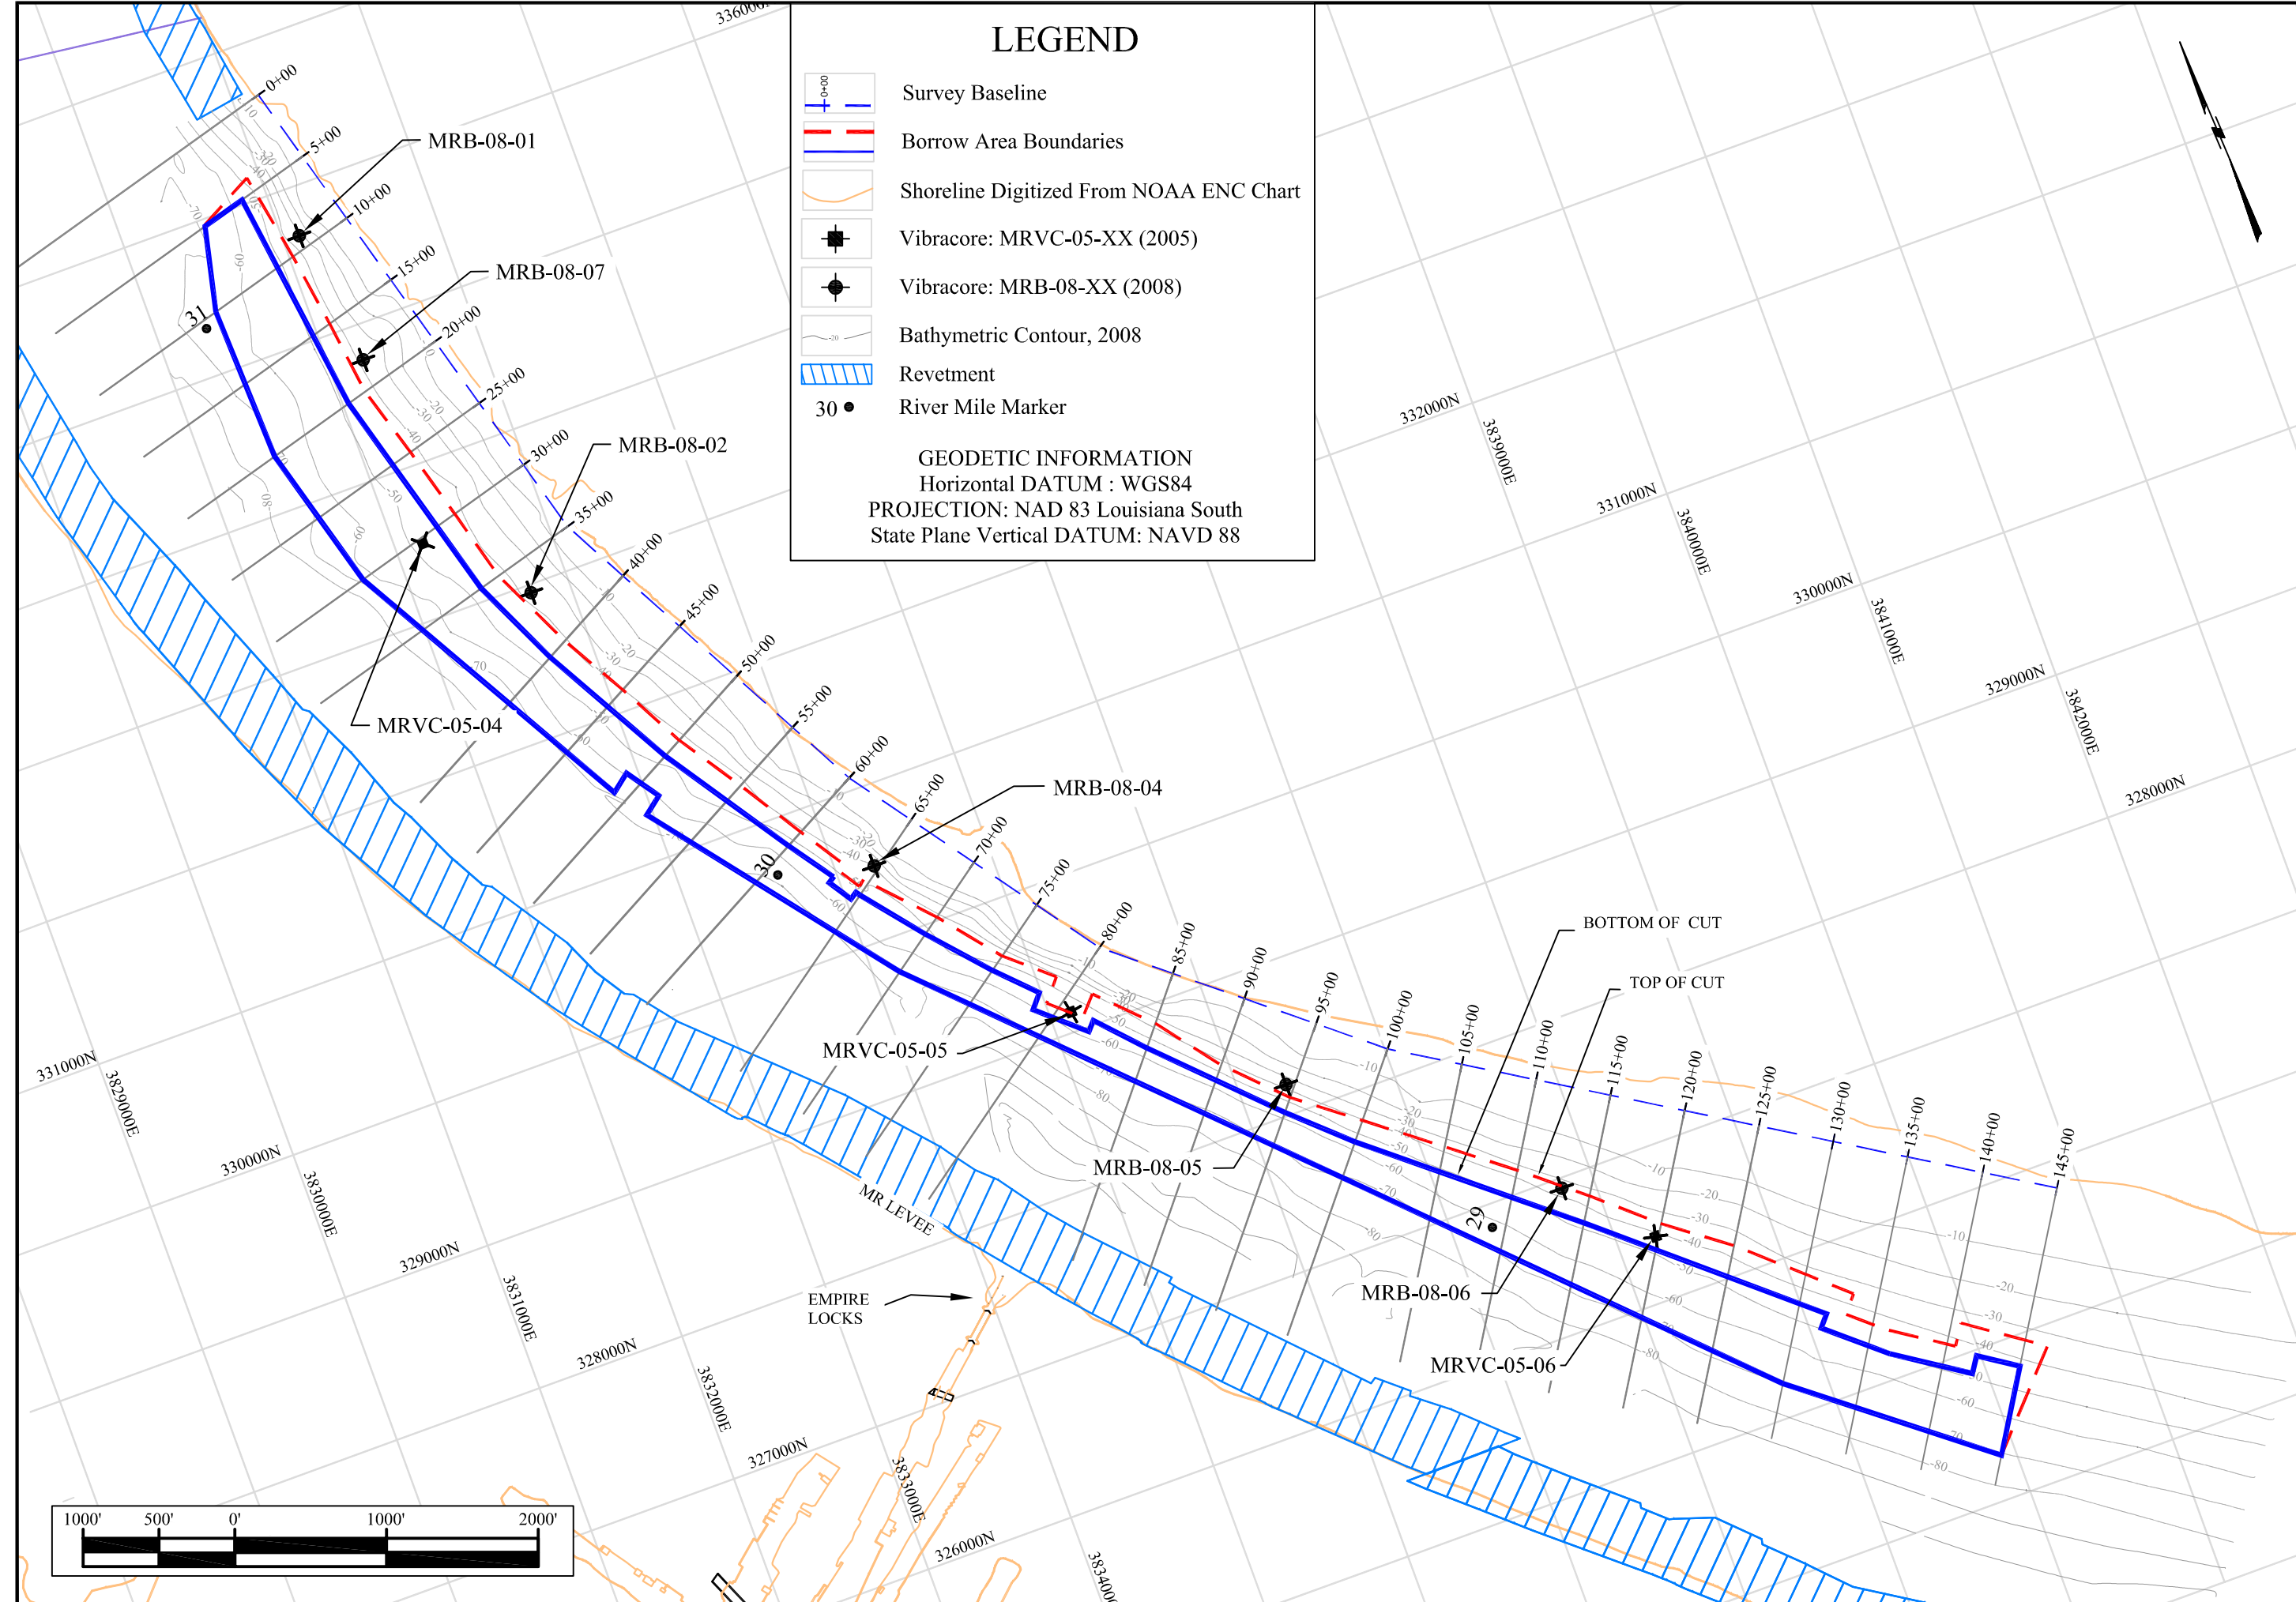 LEGEND
0+00
Survey Baseline
Borrow Area Boundaries
Shoreline Digitized From NOAA ENC Chart
Vibracore: MRVC-05-XX (2005)
Vibracore: MRB-08-XX (2008)
-20
Bathymetric Contour, 2008
Revetment
30
River Mile Marker
GEODETIC INFORMATION
Horizontal DATUM : WGS84
PROJECTION: NAD 83 Louisiana South
State Plane Vertical DATUM: NAVD 88
0+00
5+00
10+00
15+00
20+00
25+00
30+00
35+00
40+00
45+00
50+00
55+00
60+00
65+00
70+00
75+00
80+00
85+00
90+00
95+00
100+00
105+00
110+00
115+00
120+00
125+00
130+00
135+00
140+00
145+00
MRB-08-01
MRB-08-07
MRB-08-02
MRVC-05-04
MRB-08-04
MRVC-05-05
MRB-08-05
MRB-08-06
MRVC-05-06
31
30
29
BOTTOM OF CUT
TOP OF CUT
MR LEVEE
EMPIRE
LOCKS
332000N
3839000E
331000N
3840000E
330000N
3841000E
329000N
3842000E
328000N
331000N
3829000E
330000N
3830000E
329000N
3831000E
328000N
3832000E
327000N
3833000E
326000N
1000'
500'
0'
1000'
2000'